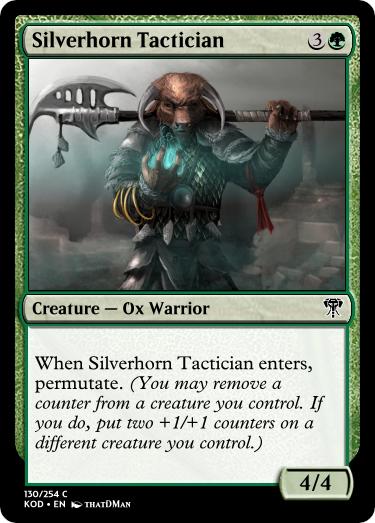 Silverhorn Tactician 3
Creature — Ox Warrior
When Silverhorn Tactician enters,
permutate. (You may remove a
counter from a creature you control. If
you do, put two +1/+1 counters on a
different creature you control.)
4/4
130/254 C
KOD • EN THATDMAN